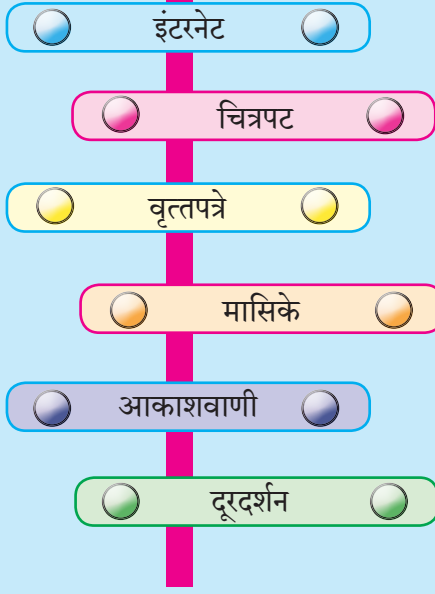 इंटरनेट
चित्रपट
वृत्तपत्रे
मासिके
आकाशवाणी
दूरदर्शन